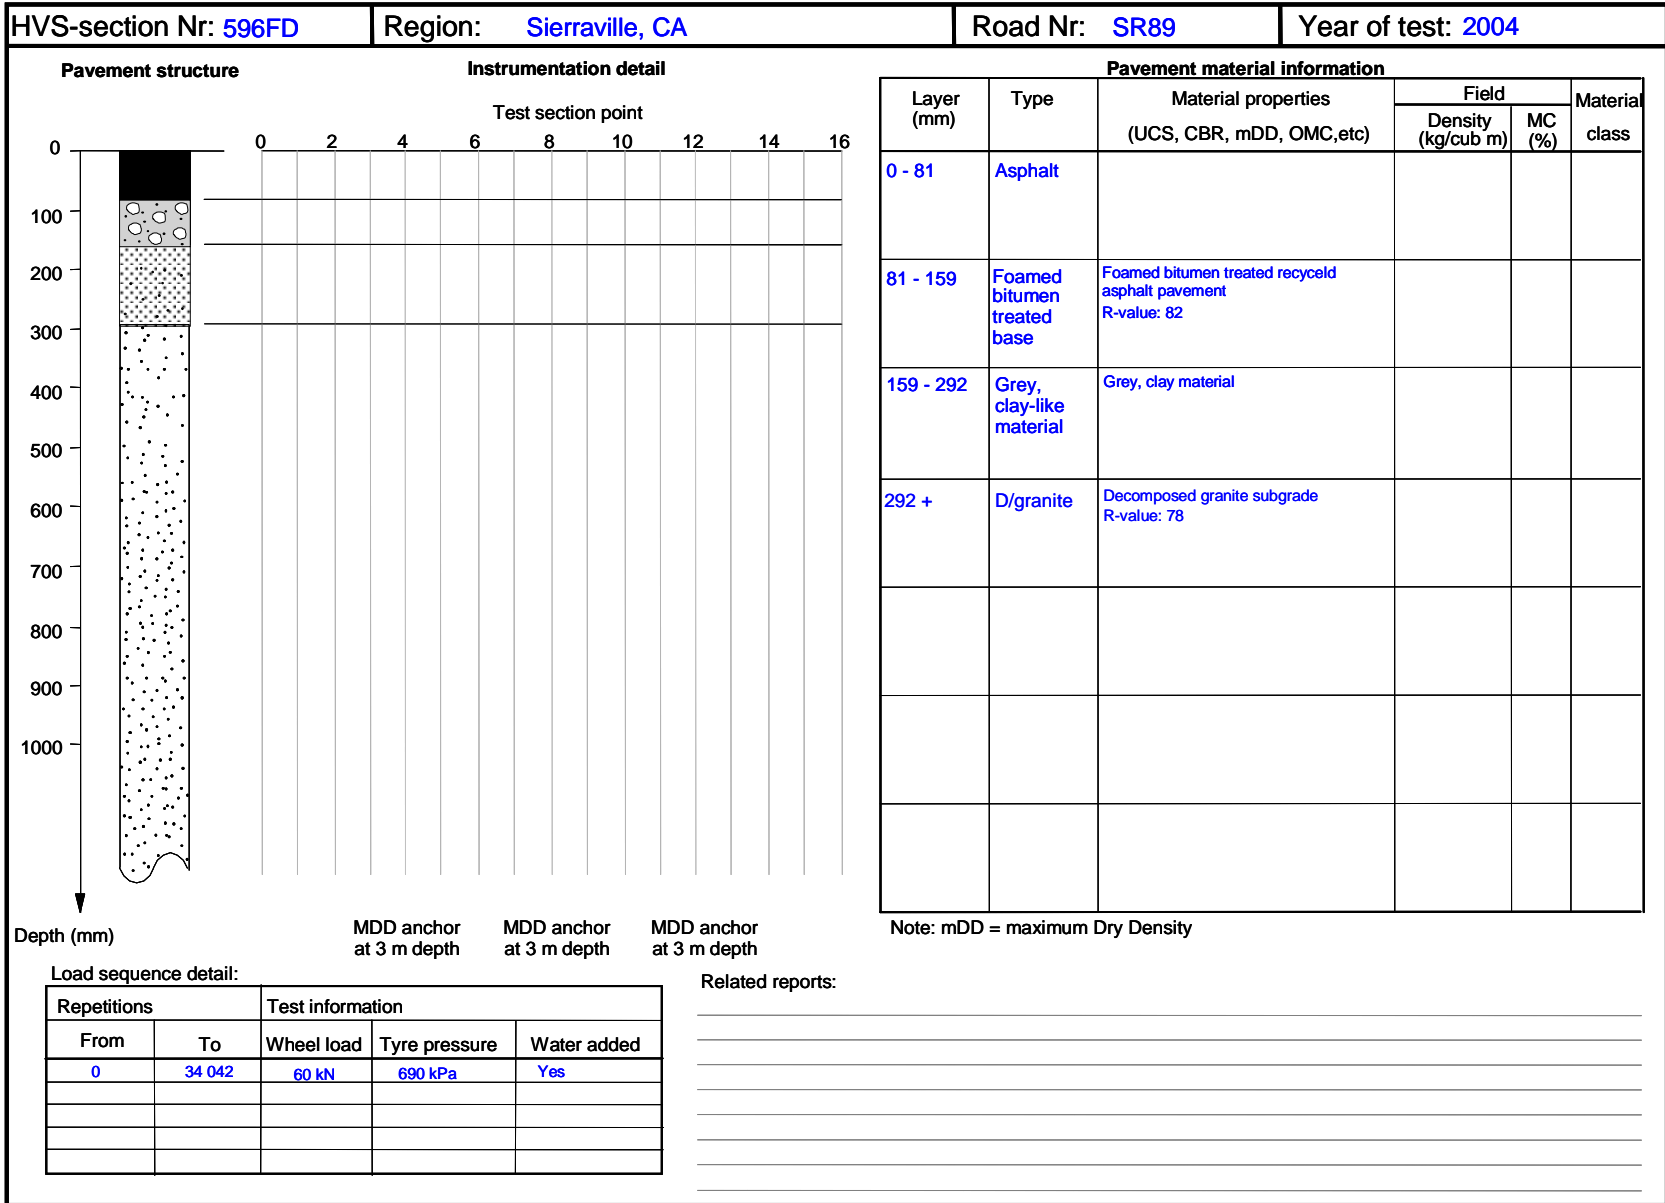 HVS-section Nr: 596FD Region: Sierraville, CA Road Nr: SR89 Year of test: 2004
Pavement structure
Instrumentation detail
Test section point
0 2 4 6 8 10 12 14 16
0
100
200
300
400
500
600
700
800
900
1000
Depth (mm)
MDD anchor
at 3 m depth
MDD anchor
at 3 m depth
MDD anchor
at 3 m depth
Pavement material information
Layer
(mm)
Type
Material properties
(UCS, CBR, mDD, OMC,etc)
Field
Density
(kg/cub m)
MC
(%)
Material
class
0 - 81
Asphalt
81 - 159
Foamed
bitumen
treated
base
Foamed bitumen treated recyceld
asphalt pavement
R-value: 82
159 - 292
Grey,
clay-like
material
Grey, clay material
292 +
D/granite
Decomposed granite subgrade
R-value: 78
Note: mDD = maximum Dry Density
Load sequence detail:
Repetitions Test information
From To Wheel load Tyre pressure Water added
0 34 042 60 kN 690 kPa Yes
Related reports: